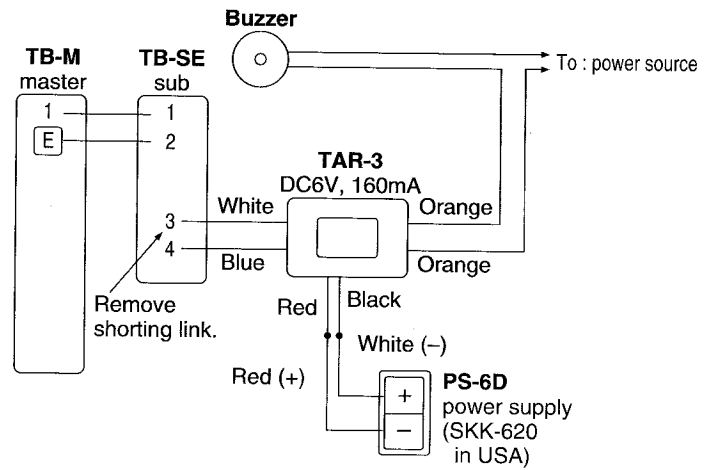 Buzzer
TB-M
master
TB-SE
sub
To : power source
1
E
1
2
3
4
TAR-3
DC6V, 160mA
White
Blue
Orange
Orange
Remove
shorting link.
Red
Black
White (–)
Red (+)
+
–
PS-6D
power supply
(SKK-620
in USA)